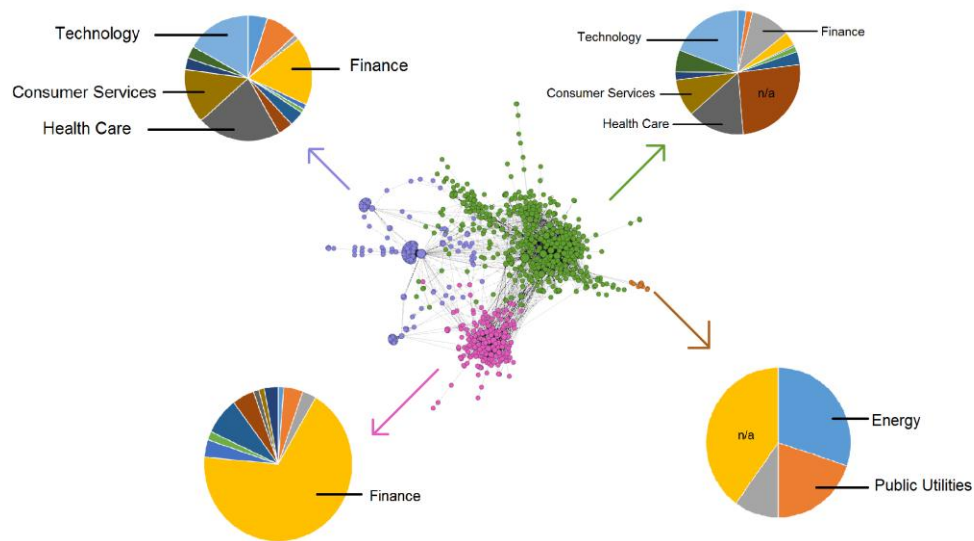 Technology
Finance
Consumer Services
Health Care
Technology
Finance
Consumer Services
n/a
Health Care
Finance
n/a
Energy
Public Utilities